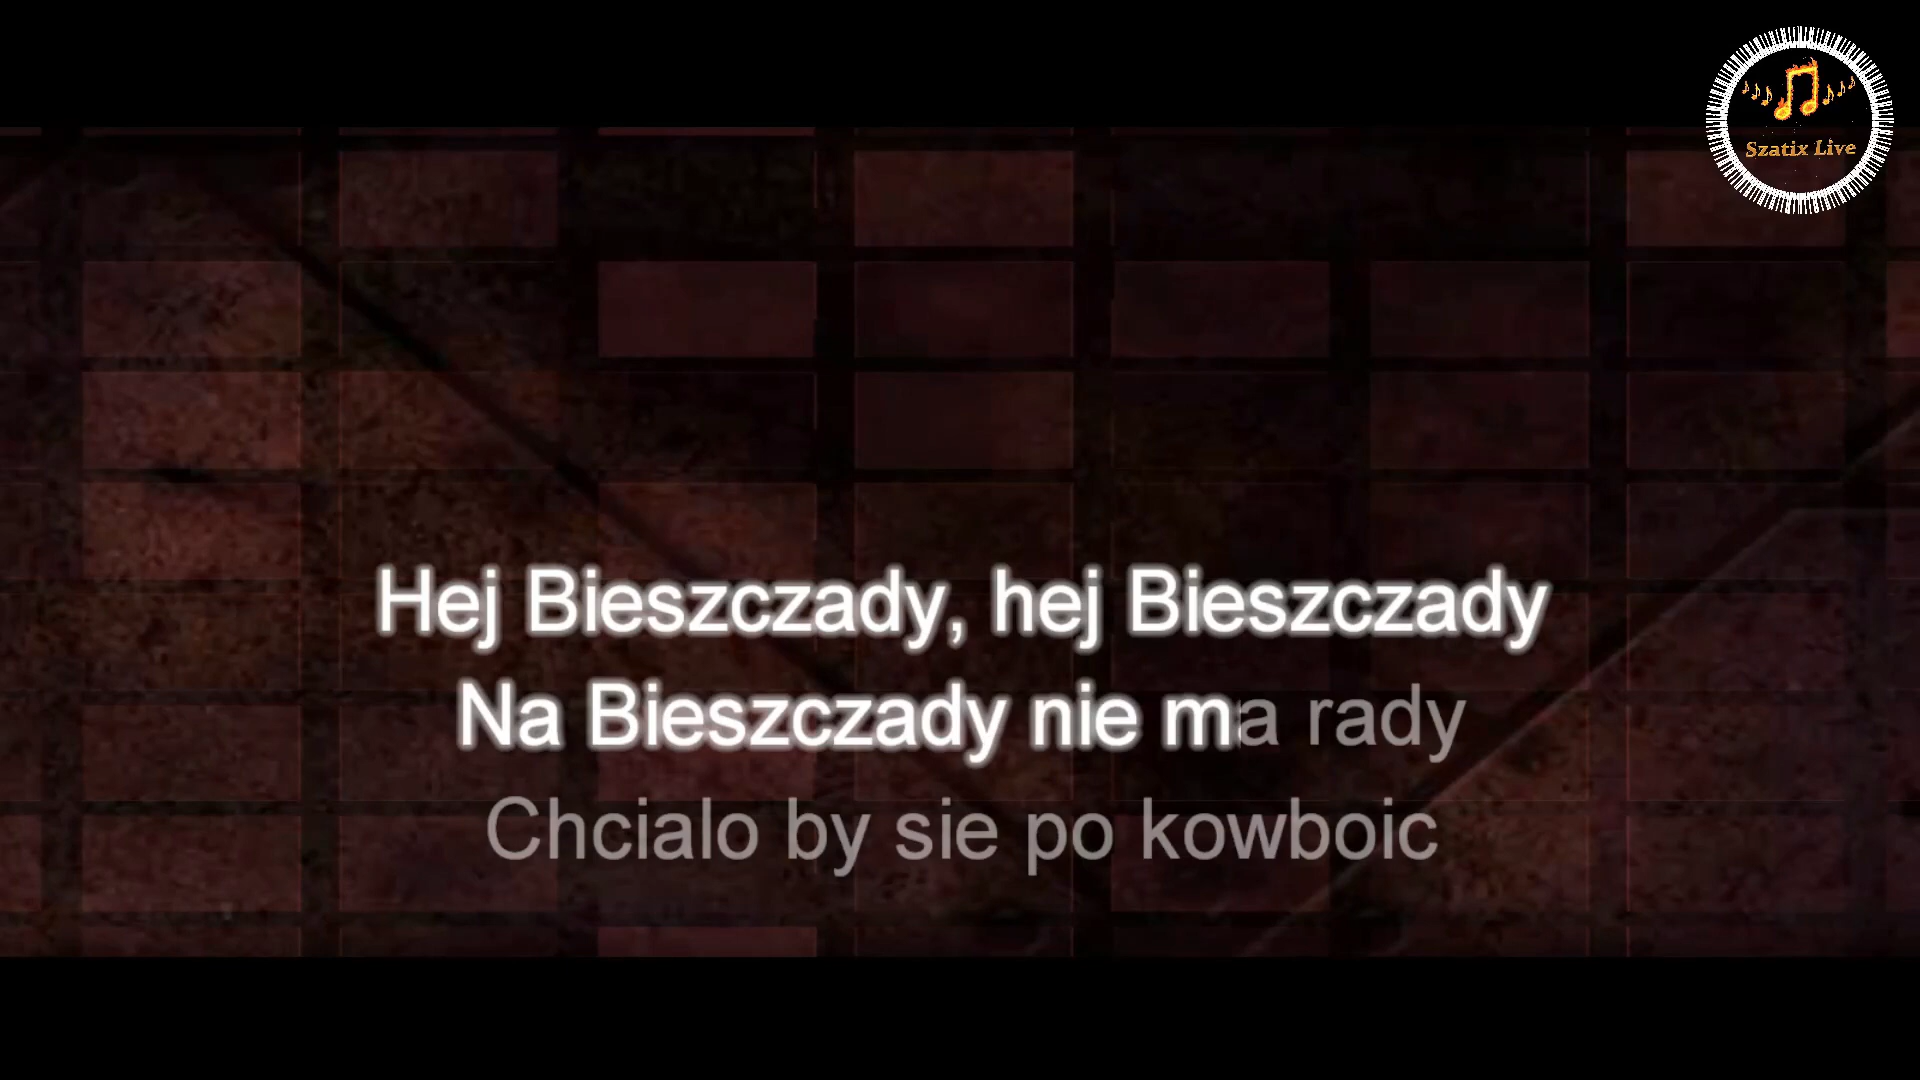 Szatix Live
Hej Bieszczady, hej Bieszczady
Na Bieszczady nie ma rady
Chcialo by sie po kowboic